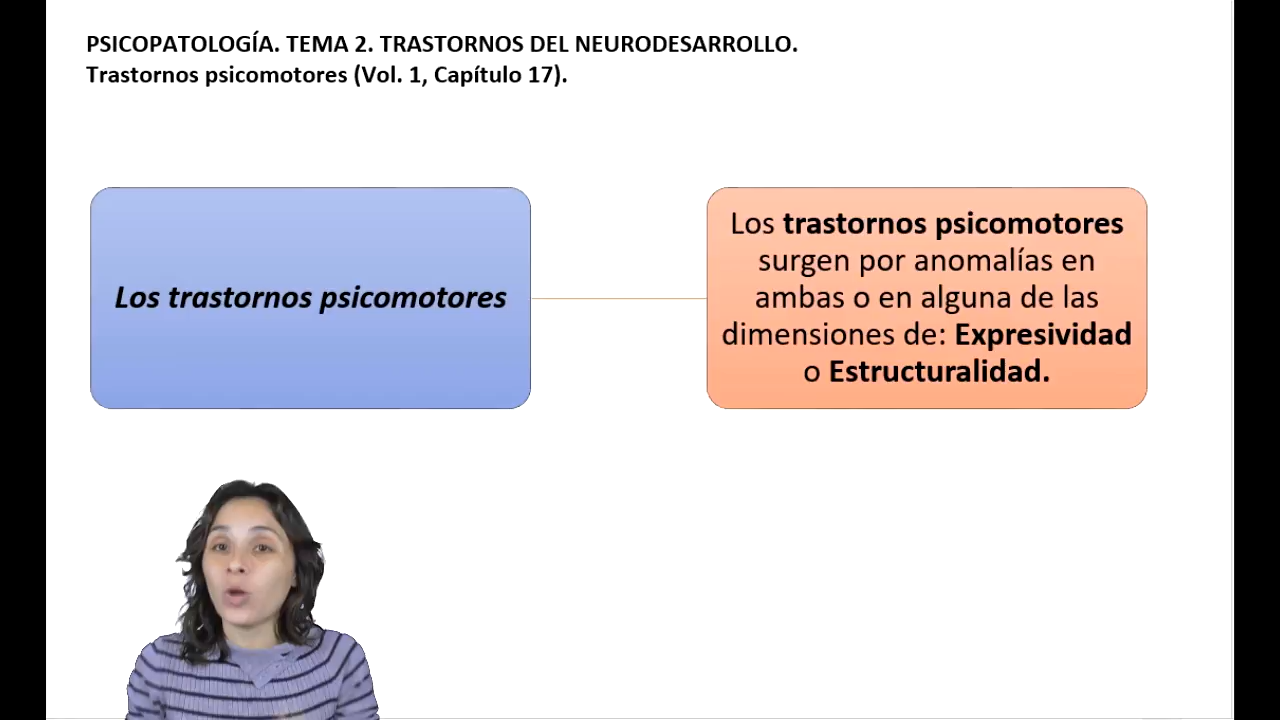 PSICOPATOLOGÍA. TEMA 2. TRASTORNOS DEL NEURODESARROLLO.
Trastornos psicomotores (Vol. 1, Capítulo 17).
Los trastornos psicomotores
Los trastornos psicomotores
surgen por anomalías en
ambas o en alguna de las
dimensiones de: Expresividad
o Estructuralidad.